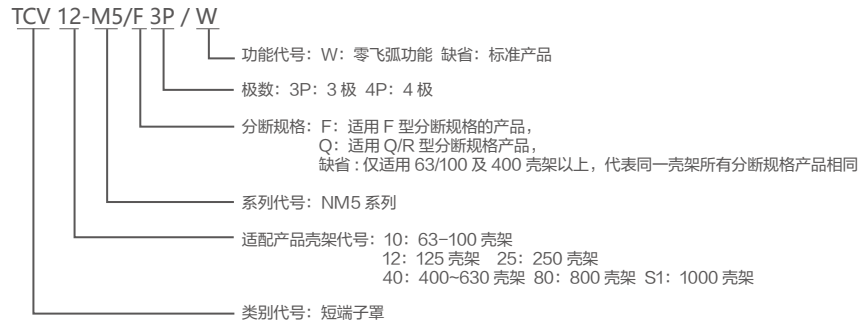 TCV 12-M5/F 3P / W
功能代号：W：零飞弧功能 缺省：标准产品
极数：3P：3 极 4P：4 极
分断规格：F：适用 F 型分断规格的产品，
Q：适用 Q/R 型分断规格产品，
缺省 : 仅适用 63/100 及 400 壳架以上，代表同一壳架所有分断规格产品相同
系列代号：NM5 系列
适配产品壳架代号：10：63-100 壳架
12：125 壳架 25：250 壳架
40：400~630 壳架 80：800 壳架 S1：1000 壳架
类别代号：短端子罩